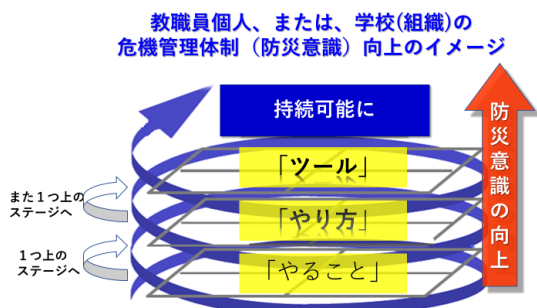 教職員個人、または、学校(組織)の
危機管理体制（防災意識）向上のイメージ
持続可能に
「ツール」
「やり方」
「やること」
また１つ上の
ステージへ
１つ上の
ステージへ
防災意識の向上